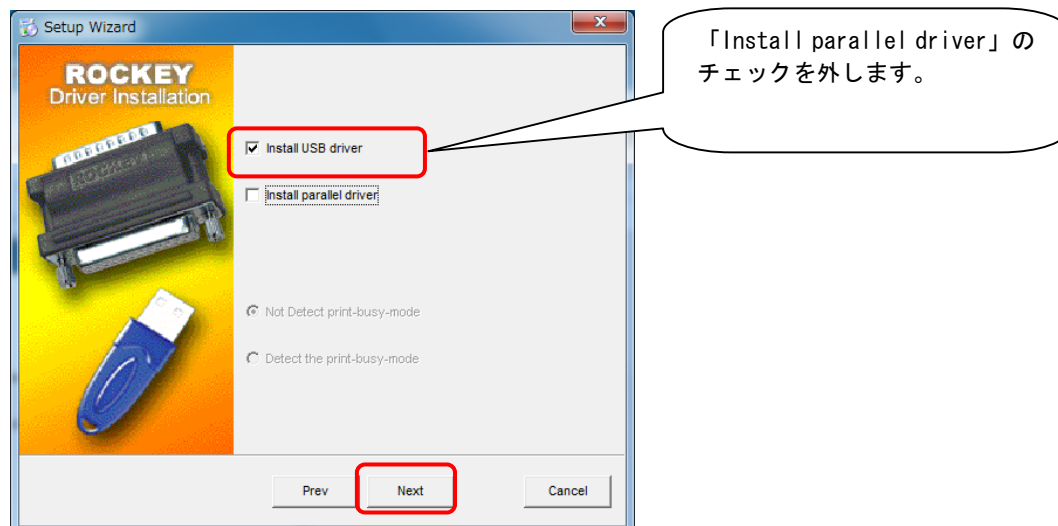 Setup Wizard
ROCKEY
Driver Installation
ROCKEY
Install USB driver
Install parallel driver
Not Detect print-busy-mode
Detect the print-busy-mode
Prev
Next
Cancel
「Install parallel driver」の
チェックを外します。